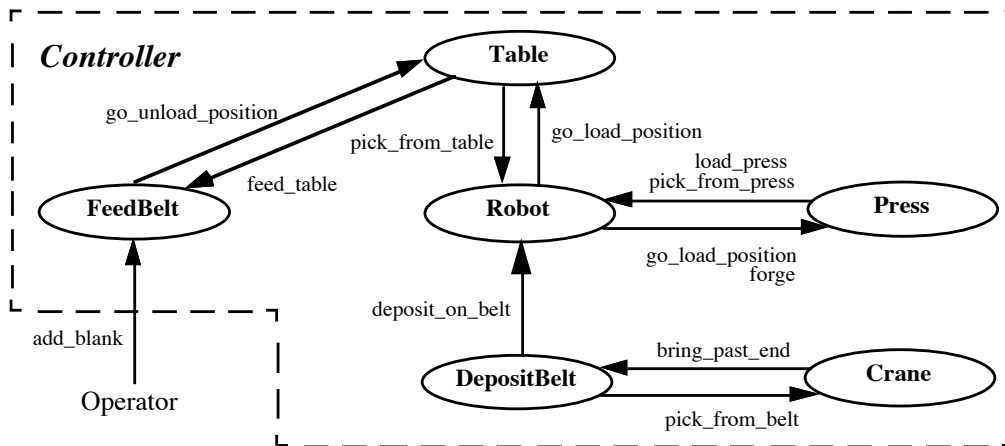 Controller
Table
go_unload_position
pick_from_table
go_load_position
feed_table
load_press
pick_from_press
FeedBelt
Robot
Press
go_load_position
forge
deposit_on_belt
add_blank
bring_past_end
DepositBelt
Crane
Operator
pick_from_belt